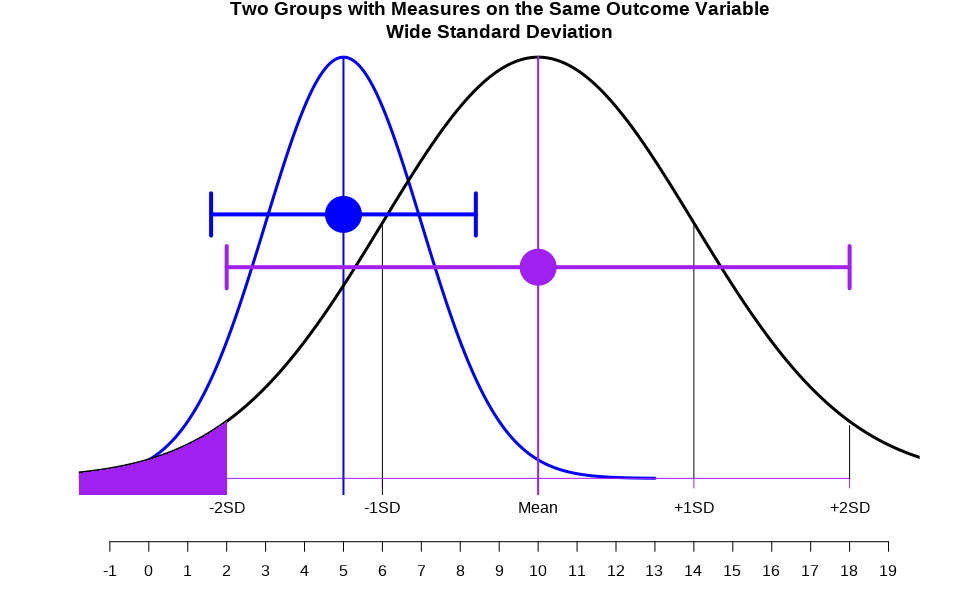 Two Groups with Measures on the Same Outcome Variable
Wide Standard Deviation
-2SD -1SD Mean +1SD +2SD
-1 0 1 2 3 4 5 6 7 8 9 10 11 12 13 14 15 16 17 18 19